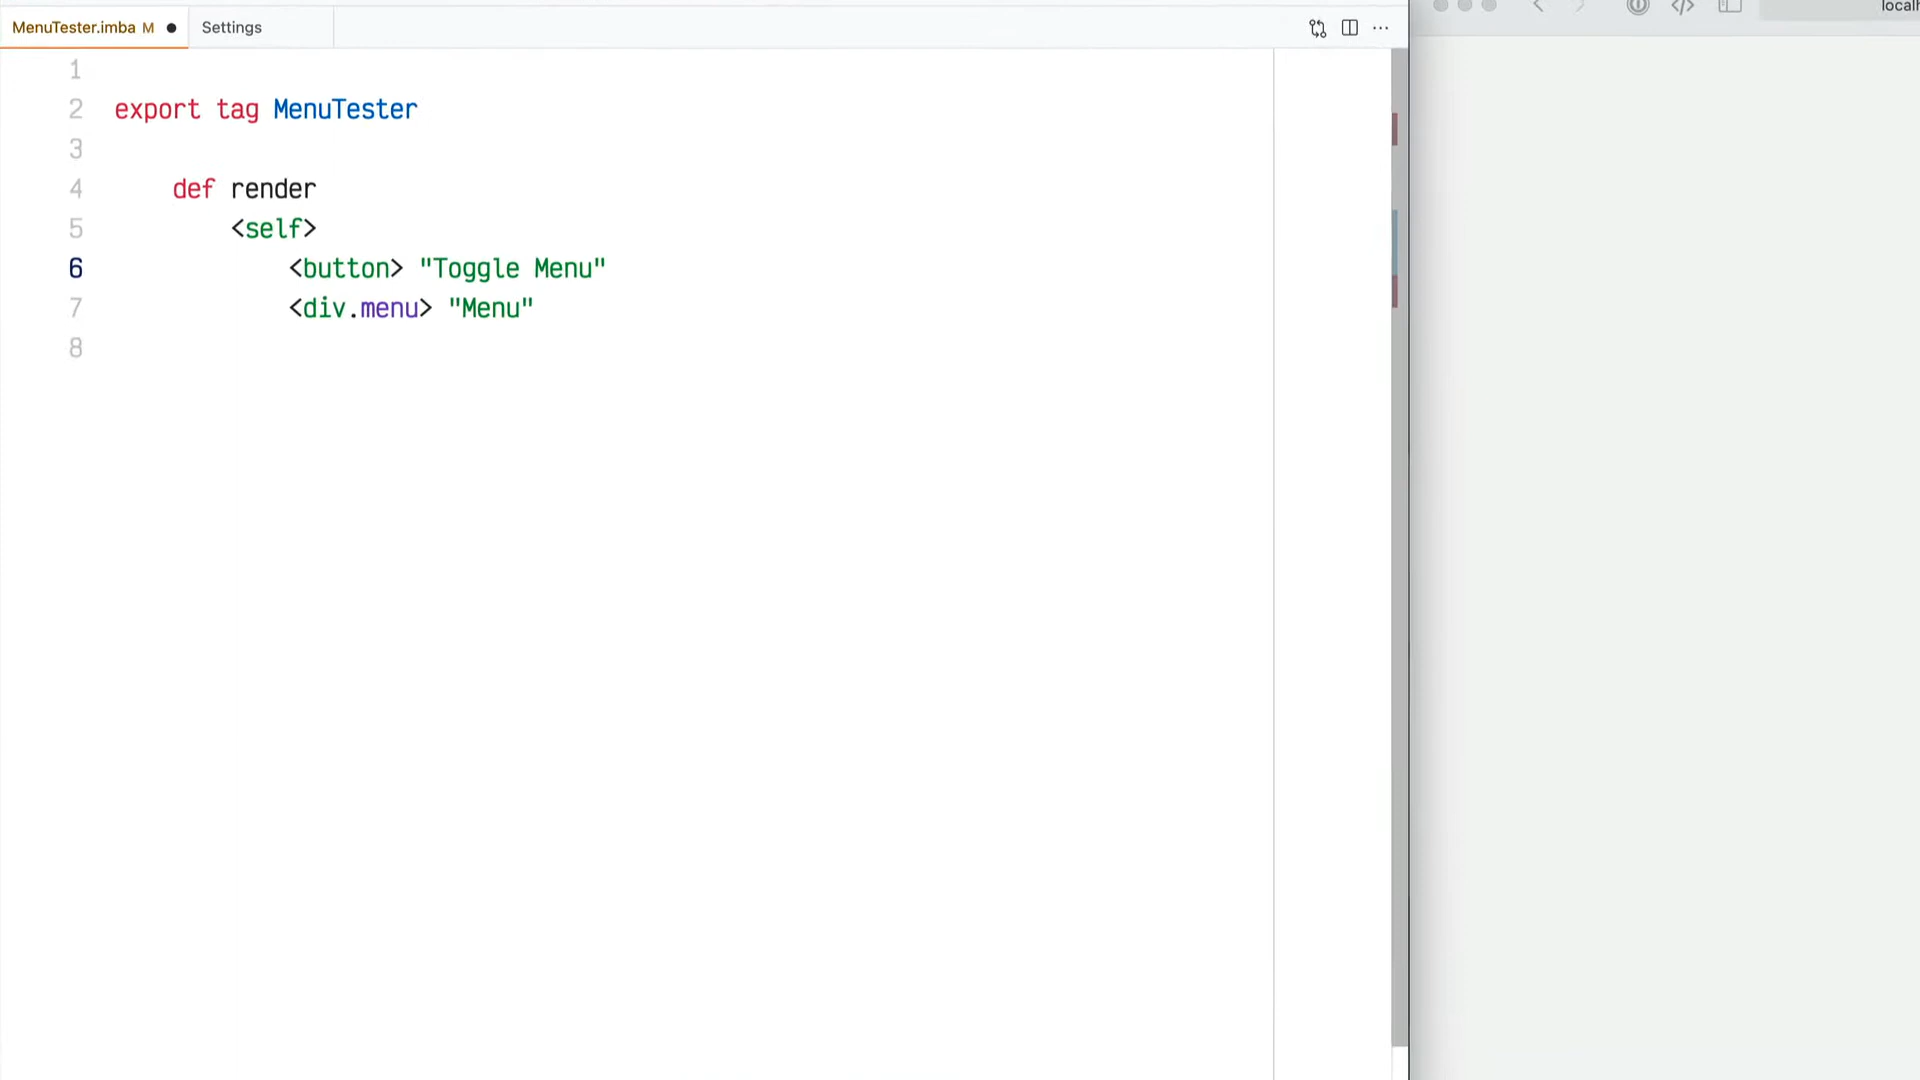 MenuTester.imba M ● Settings
1
2 export tag MenuTester
3
4 def render
5 <self>
6 <button> "Toggle Menu"
7 <div.menu> "Menu"
8